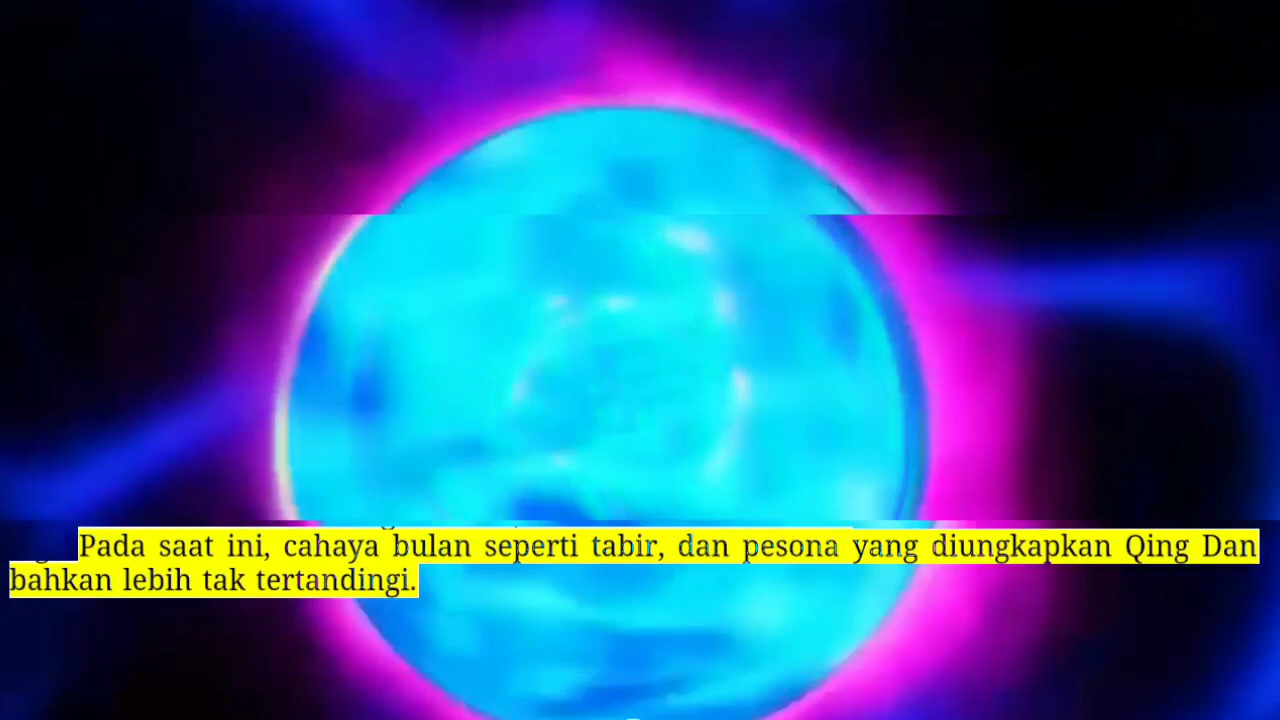 Pada saat ini, cahaya bulan seperti tabir, dan pesona yang diungkapkan Qing Dan
bahkan lebih tak tertandingi.